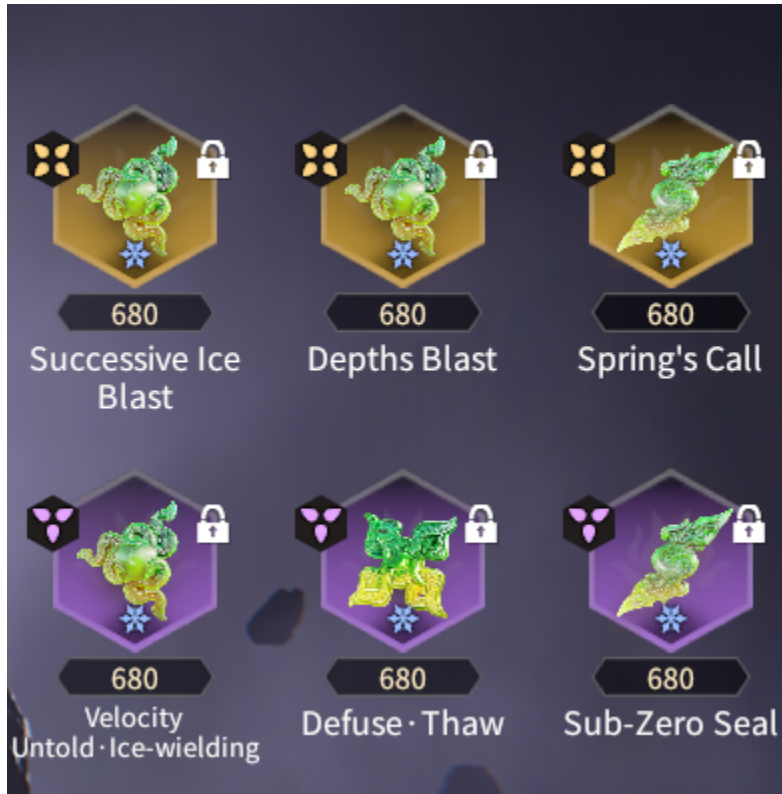 680 680 680
Successive Ice Depths Blast Spring's Call
Blast
680 680 680
Velocity Defuse·Thaw Sub-Zero Seal
Untold·Ice-wielding